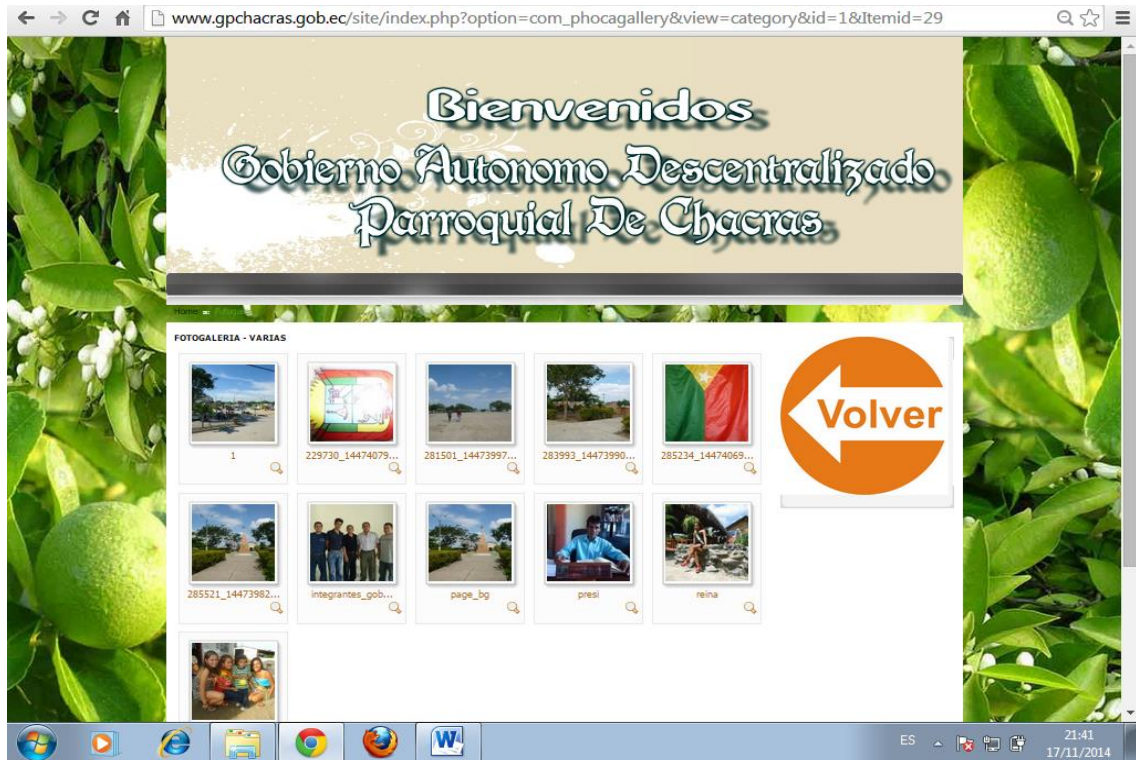 www.gpchacras.gob.ec/site/index.php?option=com_phocagallery&view=category&id=1&Itemid=29
Bienvenidos
Gobierno Autonomo Descentralizado
Parroquial De Chacras
Home
FOTOGALERIA - VARIAS
1
229730_14474079...
281501_14473997...
283993_14473990...
285234_14474069...
Volver
285521_14473982...
integrantes_gob...
page_bg
presi
reina
ES
21:41
17/11/2014